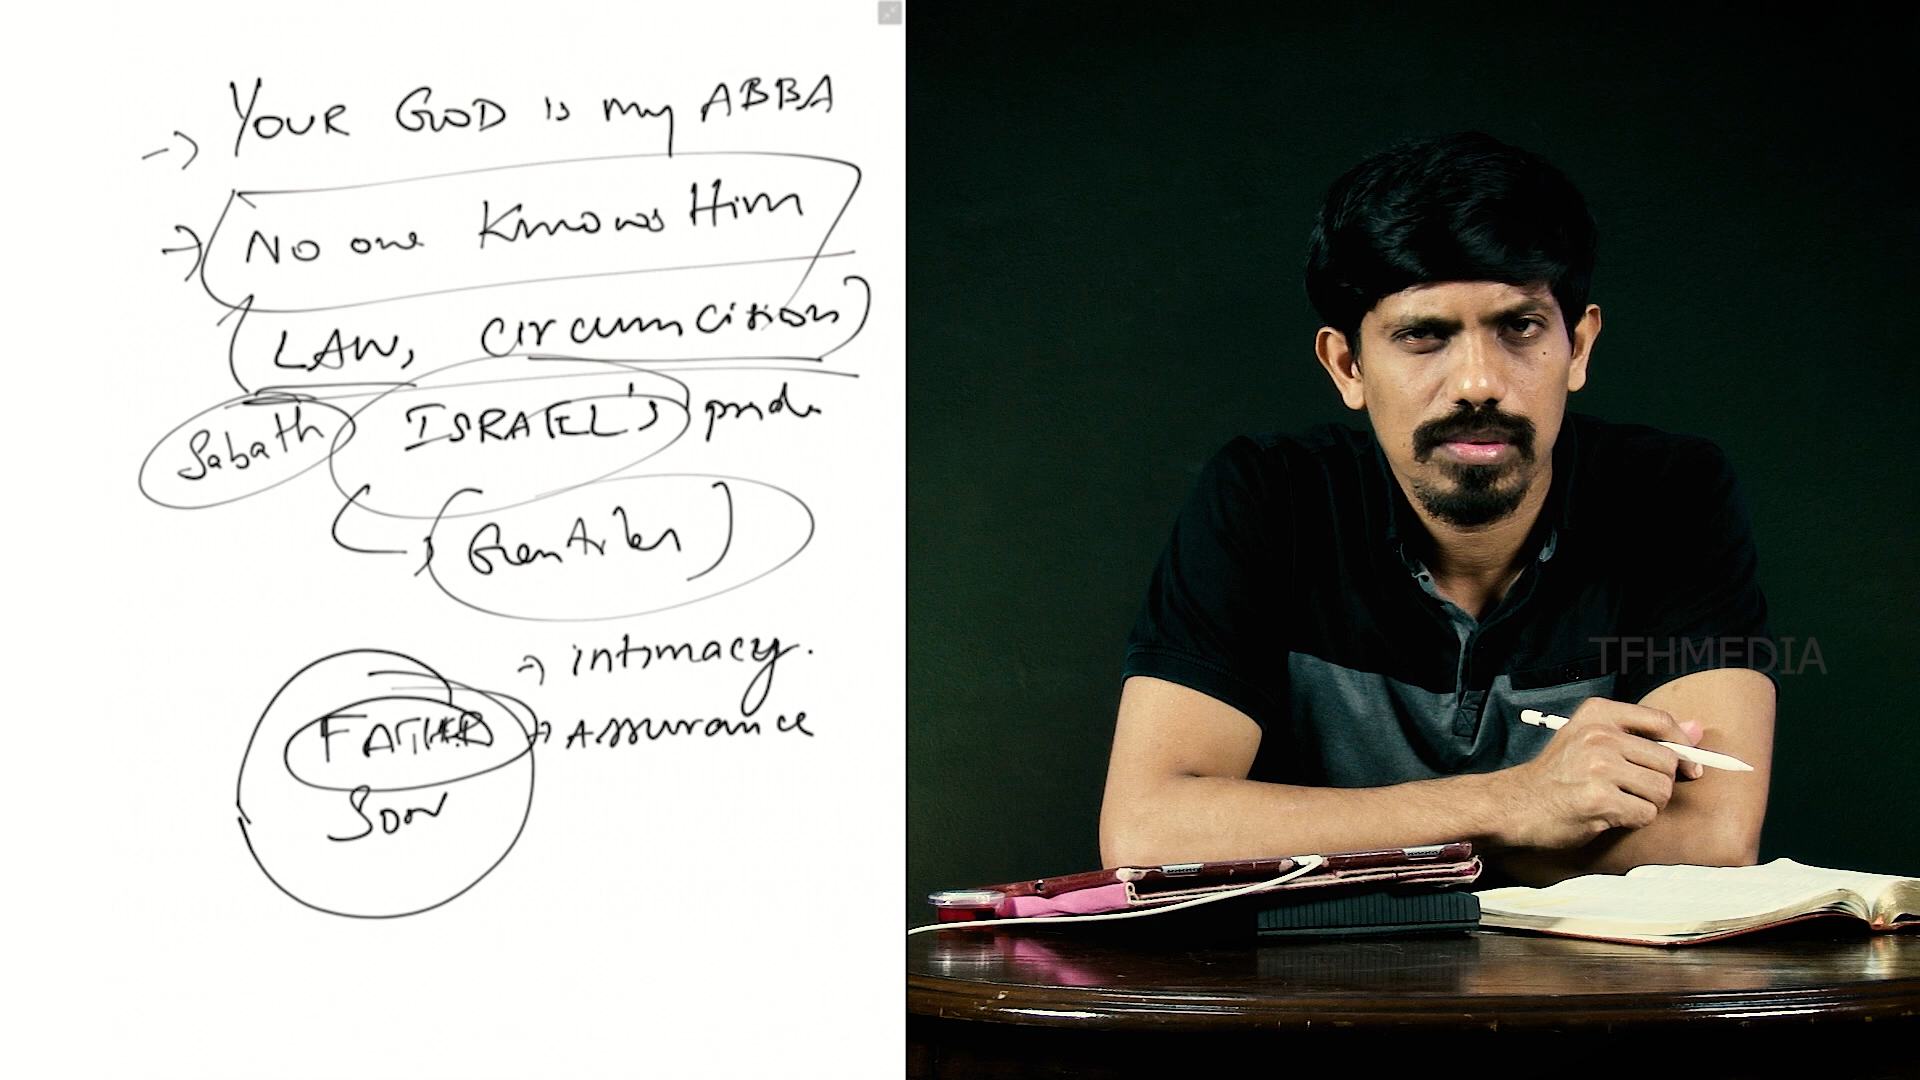 → YOUR GOD is my ABBA
→ No one Knows Him
(LAW, Circumcition)
Sabath ISRAEL's pride
(Gentiles)
→ intimacy.
FATHER → Assurance
Son
TFHMEDIA